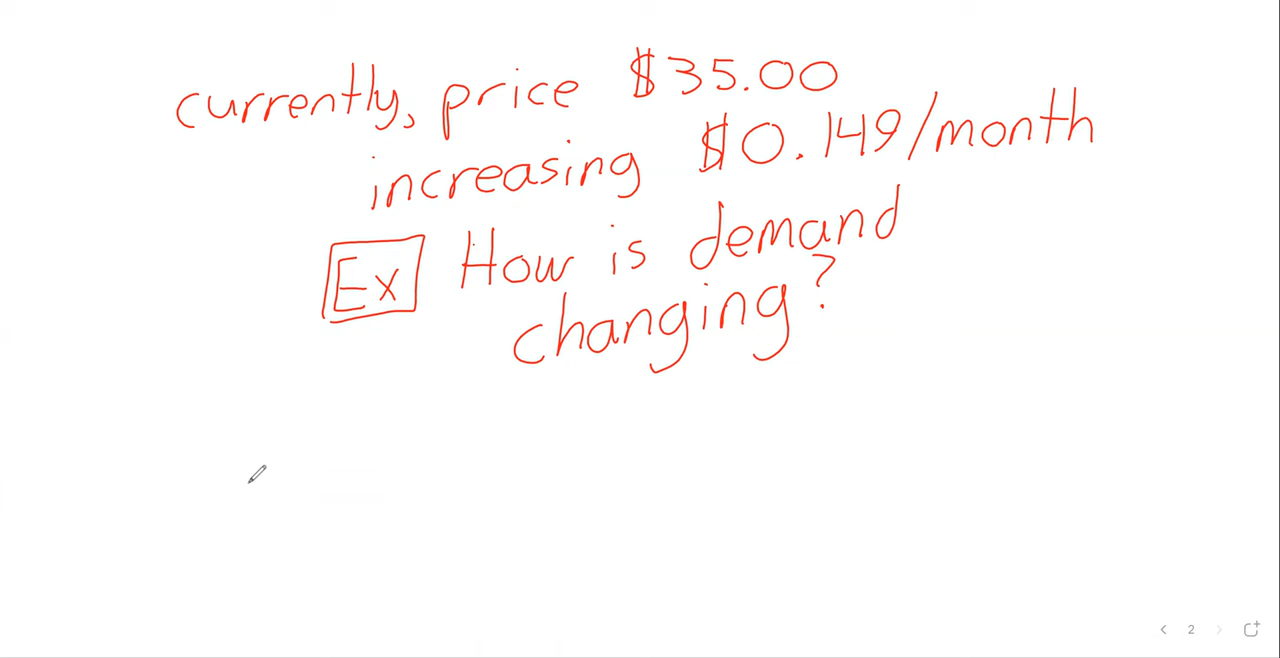 currently, price $35.00
increasing $0.149/month
Ex How is demand
changing?
2